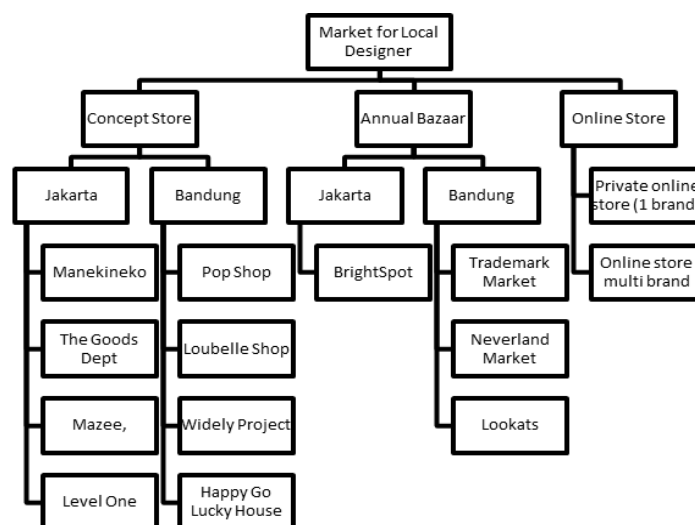 Market for Local
Designer
Concept Store
Annual Bazaar
Online Store
Jakarta
Bandung
Jakarta
Bandung
Private online
store (1 brand
Manekineko
Pop Shop
BrightSpot
Trademark
Market
Online store
multi brand
The Goods
Dept
Loubelle Shop
Neverland
Market
Mazee,
Widely Project
Lookats
Level One
Happy Go
Lucky House